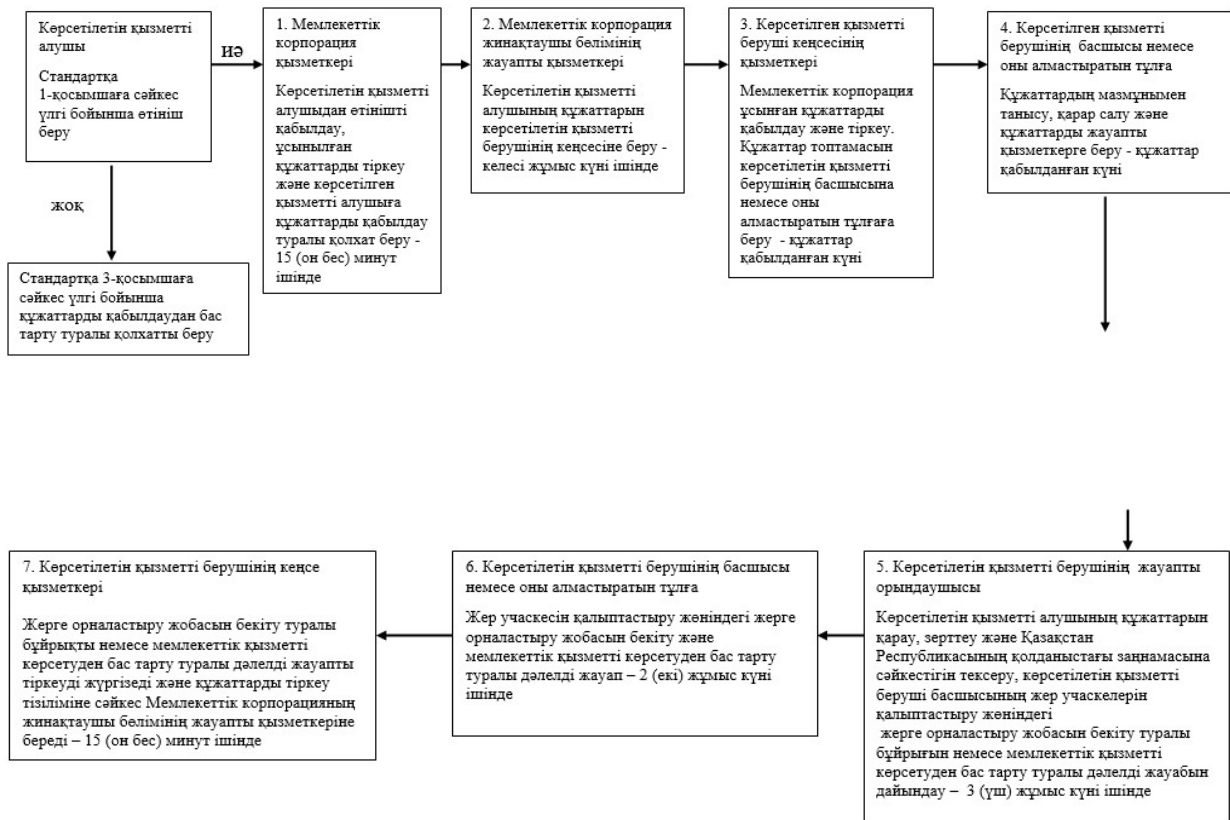 Көрсетілетін қызметті
алушы
Стандартқа
1-қосымшаға сәйкес
үлгі бойынша өтініш
беру
иә
жоқ
Стандартқа 3-қосымшаға
сәйкес үлгі бойынша
құжаттарды қабылдаудан бас
тарту туралы қолхатты беру
1. Мемлекеттік
корпорация
қызметкері
Көрсетілетін қызметті
алушыдан өтінішті
қабылдау,
ұсынылған
құжаттарды тіркеу
және көрсетілген
қызметті алушыға
құжаттарды қабылдау
туралы қолхат беру -
15 (он бес) минут
ішінде
2. Мемлекеттік корпорация
жинақтаушы бөлімінің
жауапты қызметкері
Көрсетілетін қызметті
алушының құжаттарын
көрсетілетін қызметті
берушінің кеңсесіне беру -
келесі жұмыс күні ішінде
3. Көрсетілген қызметті
беруші кеңсесінің
қызметкері
Мемлекеттік корпорация
ұсынған құжаттарды
қабылдау және тіркеу.
Құжаттар топтамасын
көрсетілетін қызметті
берушінің басшысына
немесе оны
алмастыратын тұлғаға
беру - құжаттар
қабылданған күні
4. Көрсетілген қызметті
берушінің басшысы немесе
оны алмастыратын тұлға
Құжаттардың мазмұнымен
танысу, қарар салу және
құжаттарды жауапты
қызметкерге беру - құжаттар
қабылданған күні
7. Көрсетілетін қызметті берушінің кеңсе
қызметкері
Жерге орналастыру жобасын бекіту туралы
бұйрықты немесе мемлекеттік қызметті
көрсетуден бас тарту туралы дәлелді жауапты
тіркеуді жүргізеді және құжаттарды тіркеу
тізіліміне сәйкес Мемлекеттік корпорацияның
жинақтаушы бөлімінің жауапты қызметкеріне
береді – 15 (он бес) минут ішінде
6. Көрсетілетін қызметті берушінің басшысы
немесе оны алмастыратын тұлға
Жер учаскесін қалыптастыру жөніндегі жерге
орналастыру жобасын бекіту және
мемлекеттік қызметті көрсетуден бас тарту
туралы дәлелді жауап – 2 (екі) жұмыс күні
ішінде
5. Көрсетілетін қызметті берушінің жауапты
орындаушысы
Көрсетілетін қызметті алушының құжаттарын
қарау, зерттеу және Қазақстан
Республикасының қолданыстағы заңнамасына
сәйкестігін тексеру, көрсетілетін қызметті
беруші басшысының жер учаскелерін
қалыптастыру жөніндегі
жерге орналастыру жобасын бекіту туралы
бұйрығын немесе мемлекеттік қызметті
көрсетуден бас тарту туралы дәлелді жауабын
дайындау – 3 (үш) жұмыс күні ішінде